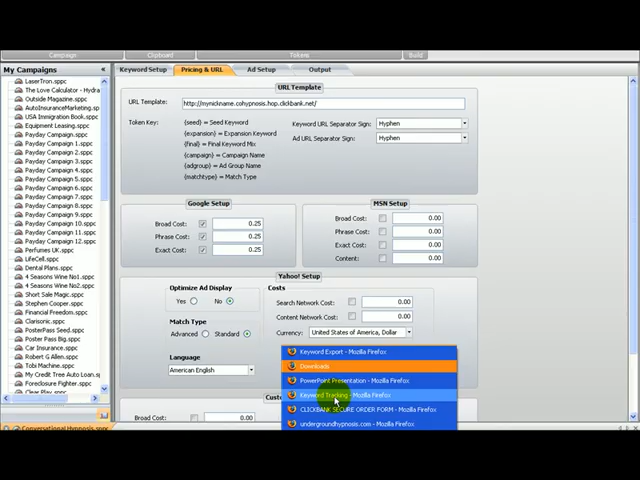 Campaign Clipboard Tokens Build
My Campaigns
LaserTron.sppc
The Love Calculator - Hydra
Outside Magazine.sppc
AutoInsuranceMarketing.sp
USA Immigration Book.sppc
Equipment Leasing.sppc
Payday Campaign 1.sppc
Payday Campaign 2.sppc
Payday Campaign 3.sppc
Payday Campaign 4.sppc
Payday Campaign 5.sppc
Payday Campaign 6.sppc
Payday Campaign 7.sppc
Payday Campaign 8.sppc
Payday Campaign 9.sppc
Payday Campaign 10.sppc
Payday Campaign 11.sppc
Payday Campaign 12.sppc
Perfumes UK.sppc
LifeCell.sppc
Dental Plans.sppc
4 Seasons Wine No1.sppc
4 Seasons Wine No2.sppc
Short Sale Magic.sppc
Stephen Cooper.sppc
Financial Freedom.sppc
Clarisonic.sppc
PosterPass Seed.sppc
Poster Pass Big.sppc
Car Insurance.sppc
Robert G Allen.sppc
Tobi Machine.sppc
My Credit Tree Auto Loan.s
Foreclosure Fighter.sppc
Clear Play.sppc
Conversational Hypnosis.sppc
Keyword Setup Pricing & URL Ad Setup Output
URL Template
URL Template: http://mynickname.cohypnosis.hop.clickbank.net/
Token Key: {seed} = Seed Keyword
{expansion} = Expansion Keyword
{final} = Final Keyword Mix
{campaign} = Campaign Name
{adgroup} = Ad Group Name
{matchtype} = Match Type
Keyword URL Separator Sign: Hyphen
Ad URL Separator Sign: Hyphen
Google Setup
Broad Cost: 0.25
Phrase Cost: 0.25
Exact Cost: 0.25
MSN Setup
Broad Cost: 0.00
Phrase Cost: 0.00
Exact Cost: 0.00
Content: 0.00
Yahoo! Setup
Optimize Ad Display
Yes No
Match Type
Advanced Standard
Language
American English
Costs
Search Network Cost: 0.00
Content Network Cost: 0.00
Currency: United States of America, Dollar
Custo
Broad Cost: 0.00
Keyword Export - Mozilla Firefox
Downloads
PowerPoint Presentation - Mozilla Firefox
Keyword Tracking - Mozilla Firefox
CLICKBANK SECURE ORDER FORM - Mozilla Firefox
undergroundhypnosis.com - Mozilla Firefox